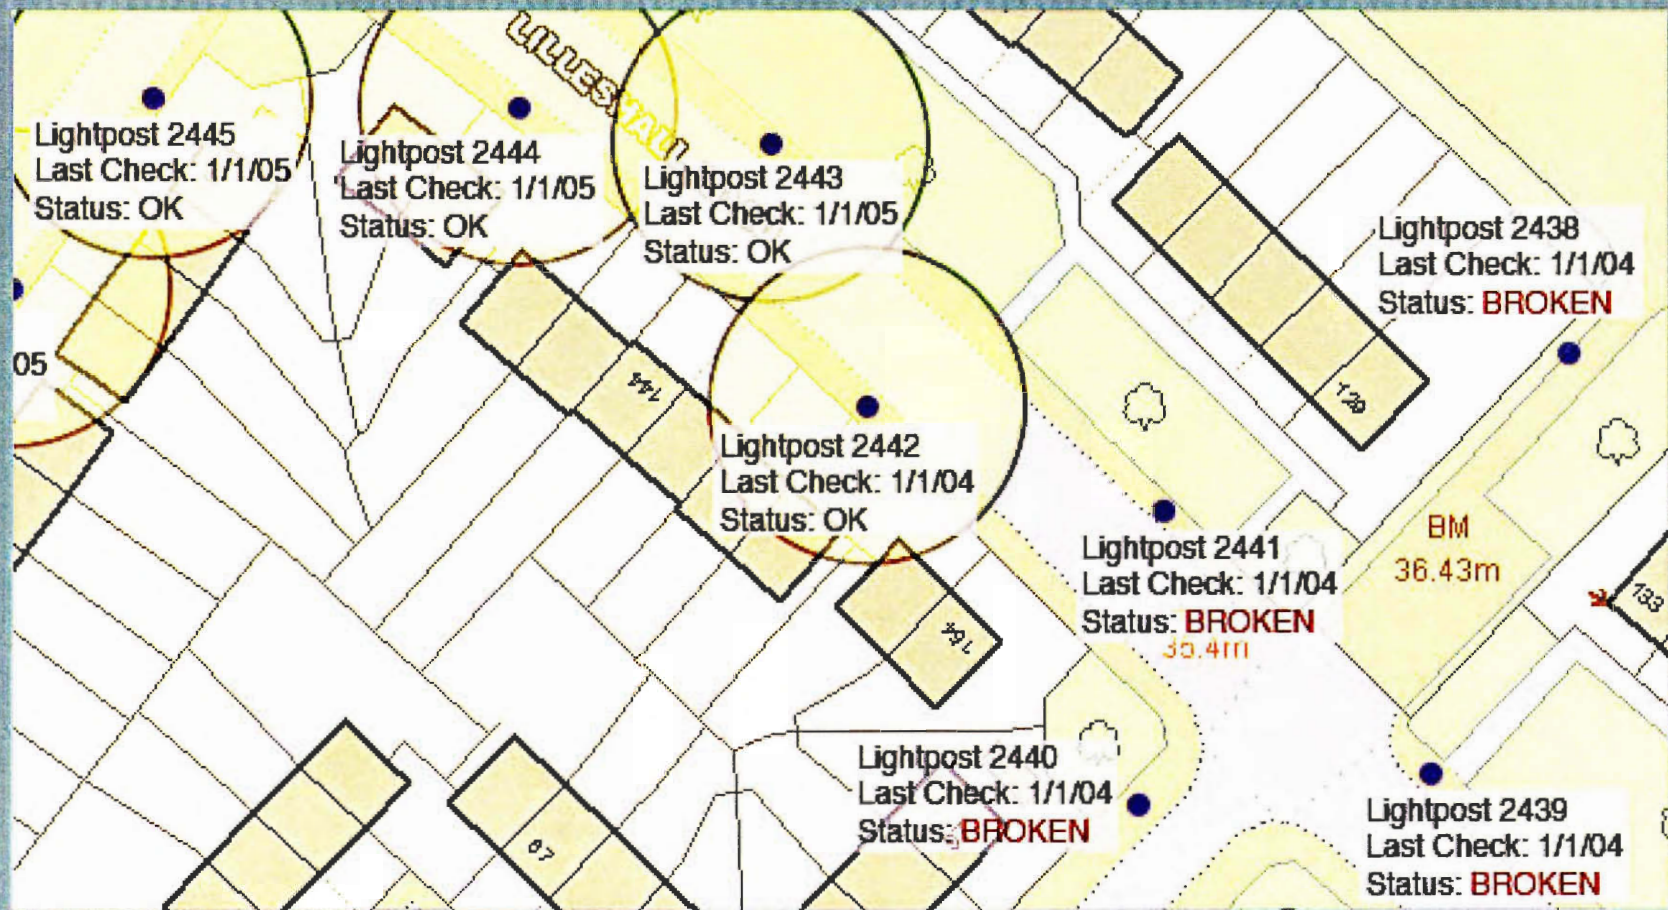 Lightpost 2445
Last Check: 1/1/05
Status: OK
Lightpost 2444
Last Check: 1/1/05
Status: OK
Lightpost 2443
Last Check: 1/1/05
Status: OK
Lightpost 2438
Last Check: 1/1/04
Status: BROKEN
05
144
129
Lightpost 2442
Last Check: 1/1/04
Status: OK
BM
36.43m
Lightpost 2441
Last Check: 1/1/04
Status: BROKEN
35.4m
133
164
Lightpost 2440
Last Check: 1/1/04
Status: BROKEN
67
Lightpost 2439
Last Check: 1/1/04
Status: BROKEN